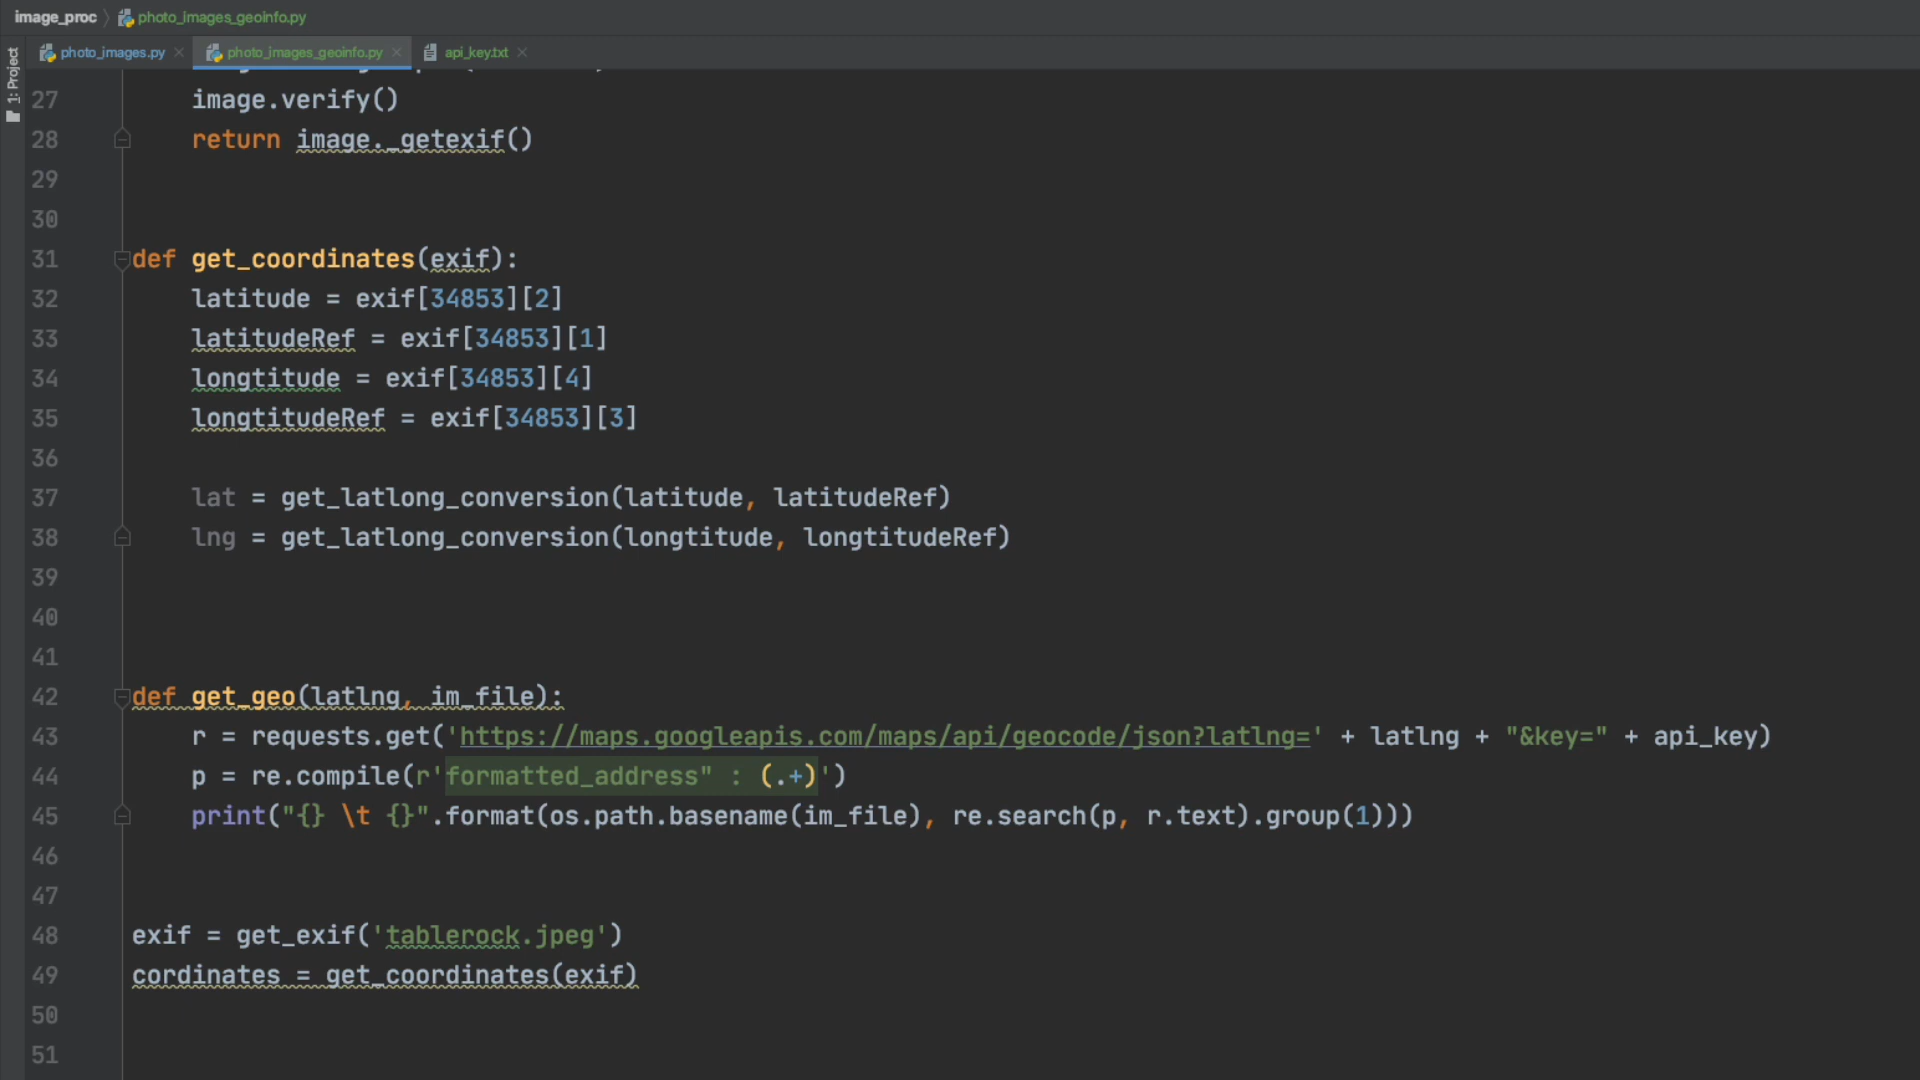 image_proc photo_images_geoinfo.py
photo_images.py photo_images_geoinfo.py api_key.txt
1: Project
27 image.verify()
28 return image._getexif()
29
30
31 def get_coordinates(exif):
32 latitude = exif[34853][2]
33 latitudeRef = exif[34853][1]
34 longtitude = exif[34853][4]
35 longtitudeRef = exif[34853][3]
36
37 lat = get_latlong_conversion(latitude, latitudeRef)
38 lng = get_latlong_conversion(longtitude, longtitudeRef)
39
40
41
42 def get_geo(latlng, im_file):
43 r = requests.get('https://maps.googleapis.com/maps/api/geocode/json?latlng=' + latlng + "&key=" + api_key)
44 p = re.compile(r'formatted_address" : (.+)')
45 print("{} \t {}".format(os.path.basename(im_file), re.search(p, r.text).group(1)))
46
47
48 exif = get_exif('tablerock.jpeg')
49 cordinates = get_coordinates(exif)
50
51